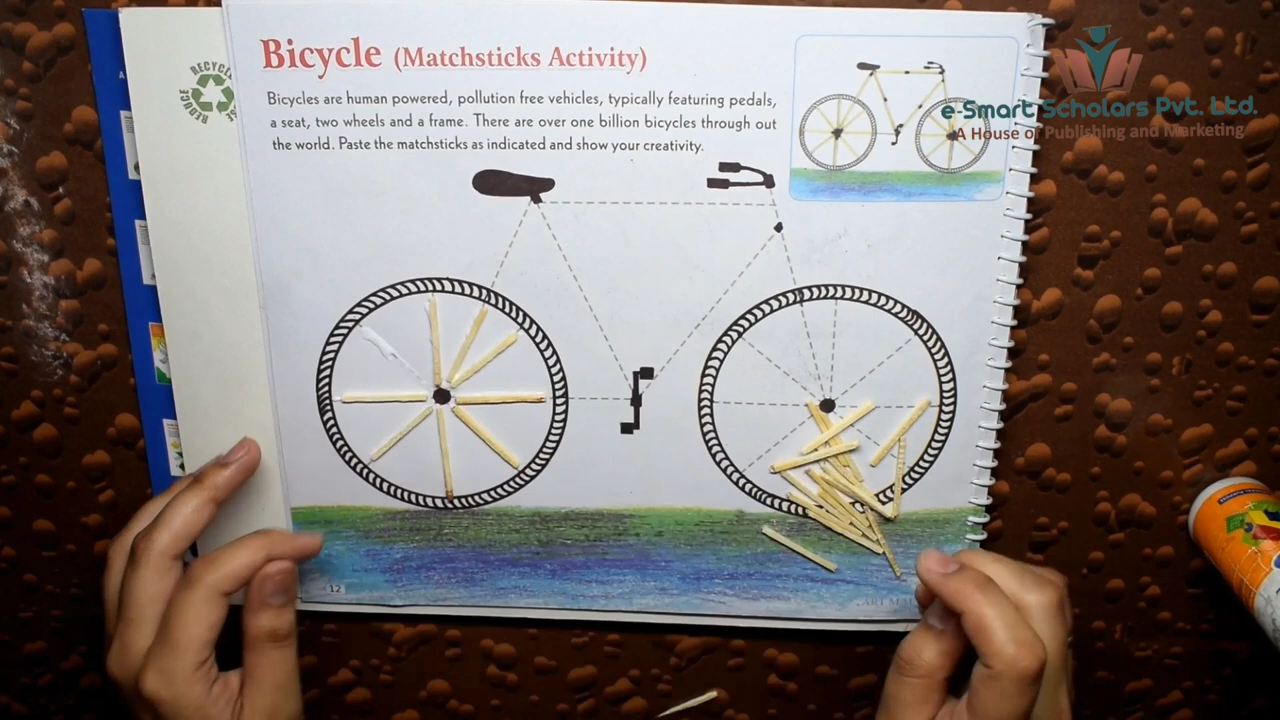 Bicycle (Matchsticks Activity)
Bicycles are human powered, pollution free vehicles, typically featuring pedals,
a seat, two wheels and a frame. There are over one billion bicycles through out
the world. Paste the matchsticks as indicated and show your creativity.
RECYCLE
REDUCE
e-Smart Scholars Pvt. Ltd.
A House of Publishing and Marketing
12